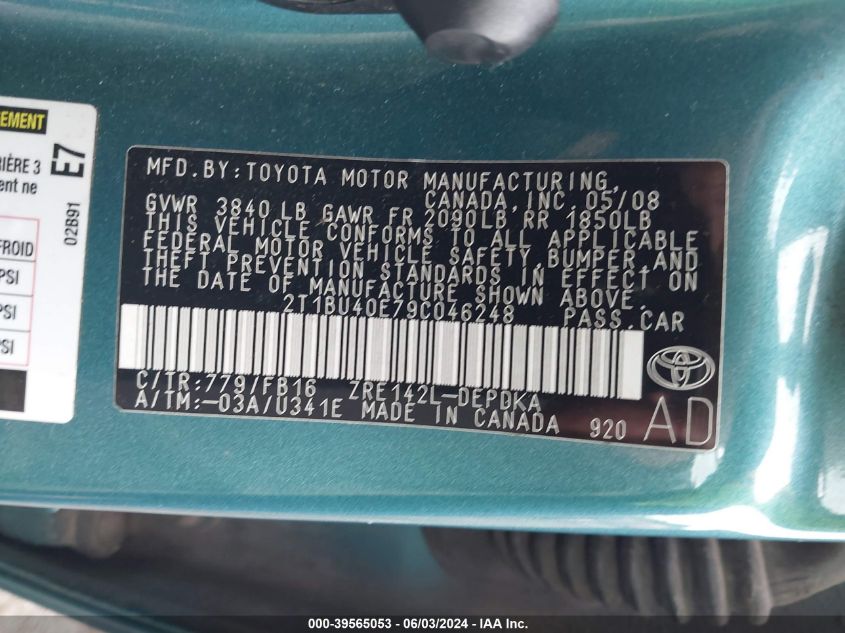 EMENT
IÈRE 3
ent ne
E7
02B91
FROID
PSI
PSI
PSI
MFD.BY:TOYOTA MOTOR MANUFACTURING,
CANADA,INC. 05/08
GVWR 3840 LB GAWR FR 2090LB RR 1850LB
THIS VEHICLE CONFORMS TO ALL APPLICABLE
FEDERAL MOTOR VEHICLE SAFETY, BUMPER AND
THEFT PREVENTION STANDARDS IN EFFECT ON
THE DATE OF MANUFACTURE SHOWN ABOVE.
2T1BU40E79C046248 PASS.CAR
C/TR:779/FB16 ZRE142L-DEPDKA
A/TM:-03A/U341E MADE IN CANADA 920
AD
000-39565053 - 06/03/2024 - IAA Inc.